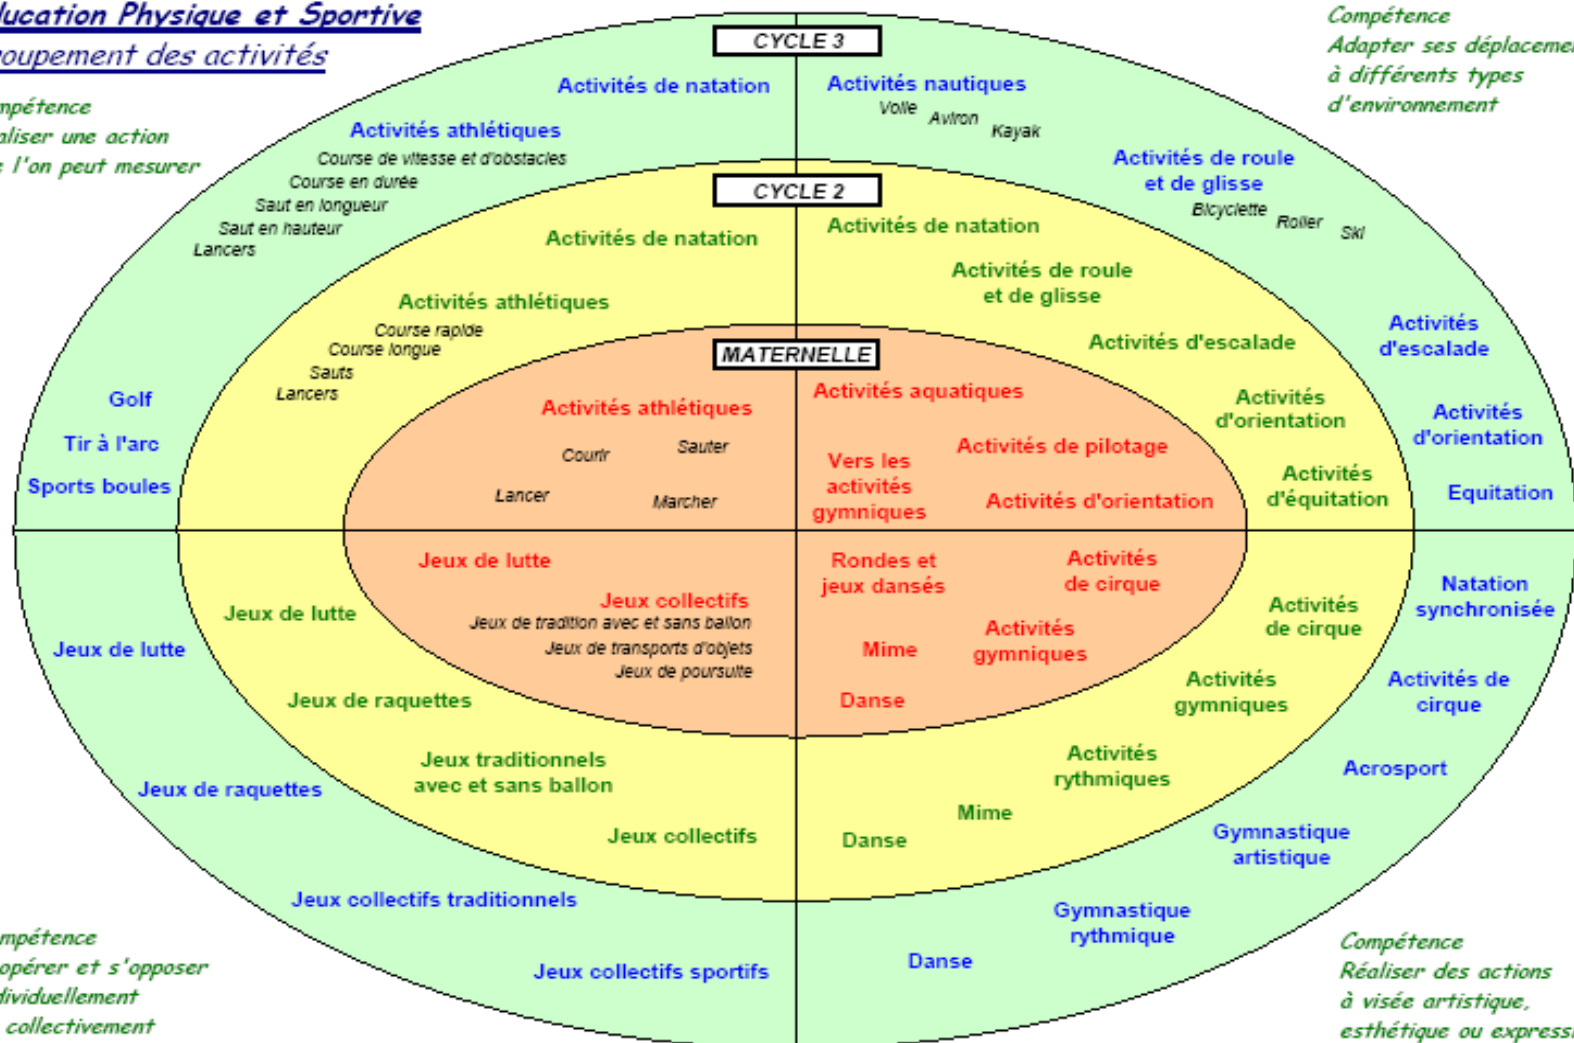 ducation Physique et Sportive
oupement des activités
mpétence
aliser une action
e l'on peut mesurer
Compétence
Adapter ses déplaceme
à différents types
d'environnement
CYCLE 3
Activités de natation
Activités athlétiques
Course de vitesse et d'obstacles
Course en durée
Saut en longueur
Saut en hauteur
Lancers
Golf
Tir à l'arc
Sports boules
Activités nautiques
Voile
Aviron
Kayak
Activités de roule
et de glisse
Bicyclette
Roller
Ski
Activités
d'escalade
Activités
d'orientation
Equitation
CYCLE 2
Activités de natation
Activités athlétiques
Course rapide
Course longue
Sauts
Lancers
Activités de natation
Activités de roule
et de glisse
Activités d'escalade
Activités
d'orientation
Activités
d'équitation
MATERNELLE
Activités athlétiques
Courir
Sauter
Lancer
Marcher
Activités aquatiques
Activités de pilotage
Vers les
activités
gymniques
Activités d'orientation
Jeux de lutte
Jeux collectifs
Jeux de tradition avec et sans ballon
Jeux de transports d'objets
Jeux de poursuite
Rondes et
jeux dansés
Activités
de cirque
Mime
Activités
gymniques
Danse
Jeux de lutte
Jeux de raquettes
Jeux traditionnels
avec et sans ballon
Jeux collectifs
Activités
de cirque
Activités
gymniques
Activités
rythmiques
Mime
Danse
Jeux de lutte
Jeux de raquettes
Jeux collectifs traditionnels
Jeux collectifs sportifs
Natation
synchronisée
Activités de
cirque
Acrosport
Gymnastique
artistique
Gymnastique
rythmique
Danse
mpétence
opérer et s'opposer
dividuellement
collectivement
Compétence
Réaliser des actions
à visée artistique,
esthétique ou express